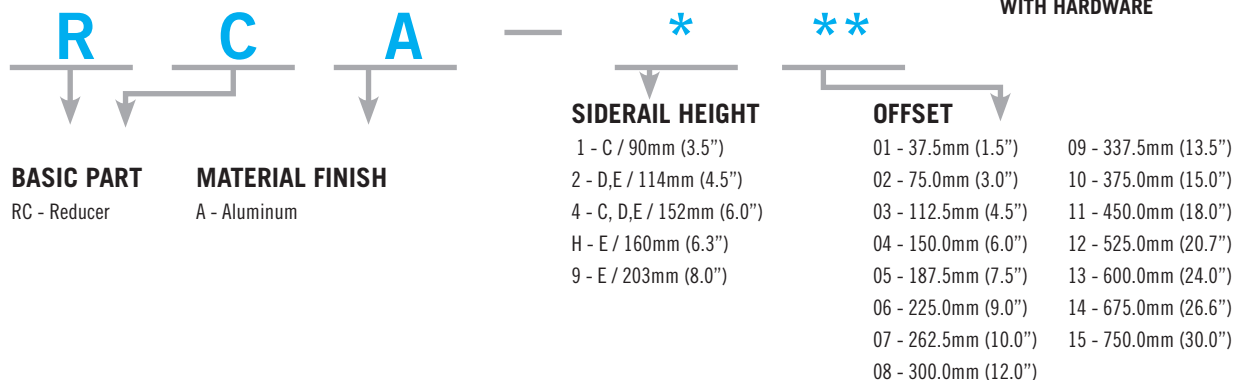 WITH HARDWARE
R C A — * **
BASIC PART
RC - Reducer
MATERIAL FINISH
A - Aluminum
SIDERAIL HEIGHT
1 - C / 90mm (3.5”)
2 - D,E / 114mm (4.5”)
4 - C, D,E / 152mm (6.0”)
H - E / 160mm (6.3”)
9 - E / 203mm (8.0”)
OFFSET
01 - 37.5mm (1.5”)
02 - 75.0mm (3.0”)
03 - 112.5mm (4.5”)
04 - 150.0mm (6.0”)
05 - 187.5mm (7.5”)
06 - 225.0mm (9.0”)
07 - 262.5mm (10.0”)
08 - 300.0mm (12.0”)
09 - 337.5mm (13.5”)
10 - 375.0mm (15.0”)
11 - 450.0mm (18.0”)
12 - 525.0mm (20.7”)
13 - 600.0mm (24.0”)
14 - 675.0mm (26.6”)
15 - 750.0mm (30.0”)